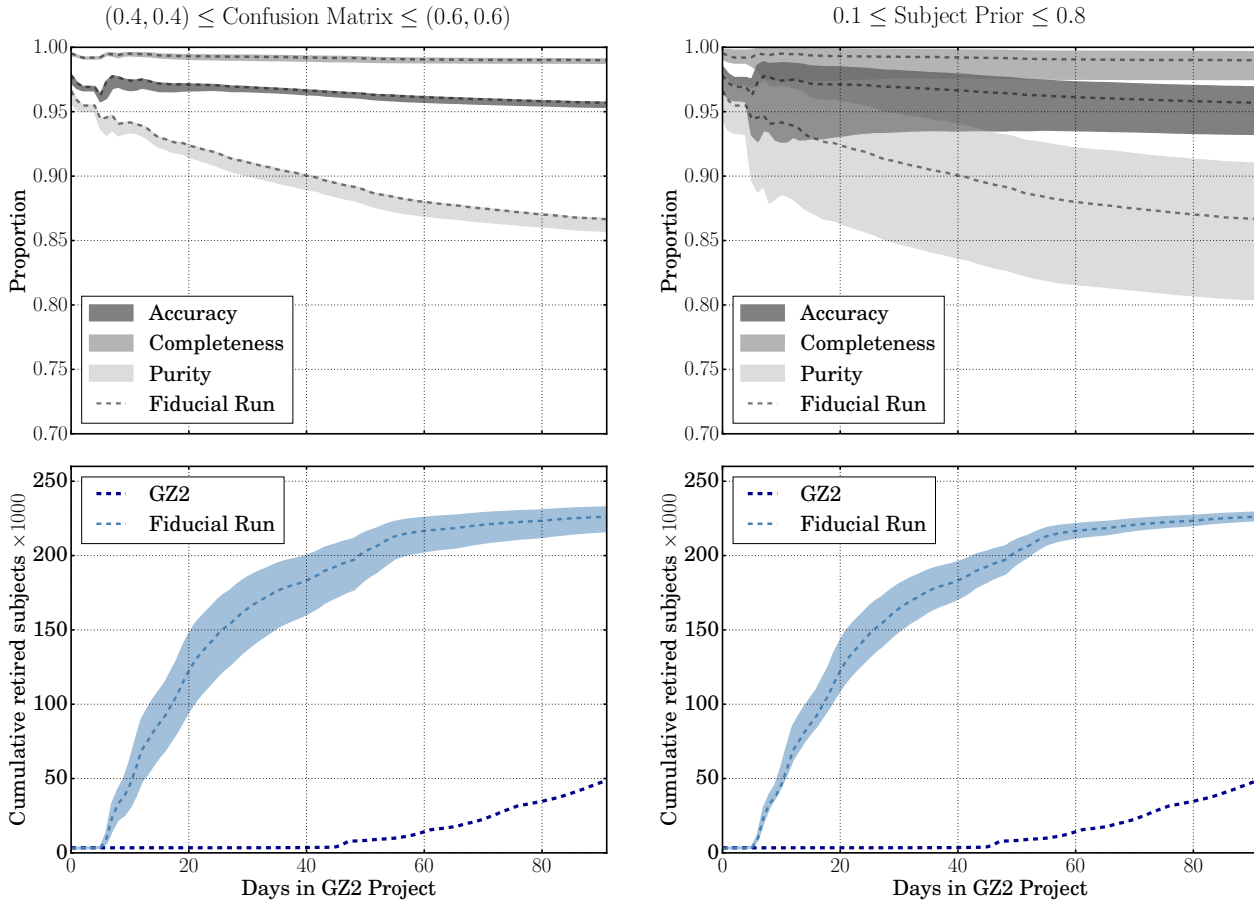 (0.4, 0.4) ≤ Confusion Matrix ≤ (0.6, 0.6)
1.00
0.95
0.90
0.85
0.80
0.75
0.70
Proportion
Accuracy
Completeness
Purity
Fiducial Run
0.1 ≤ Subject Prior ≤ 0.8
1.00
0.95
0.90
0.85
0.80
0.75
0.70
Proportion
Accuracy
Completeness
Purity
Fiducial Run
250
200
150
100
50
0
Cumulative retired subjects ×1000
GZ2
Fiducial Run
0 20 40 60 80
Days in GZ2 Project
250
200
150
100
50
0
Cumulative retired subjects ×1000
GZ2
Fiducial Run
0 20 40 60 80
Days in GZ2 Project